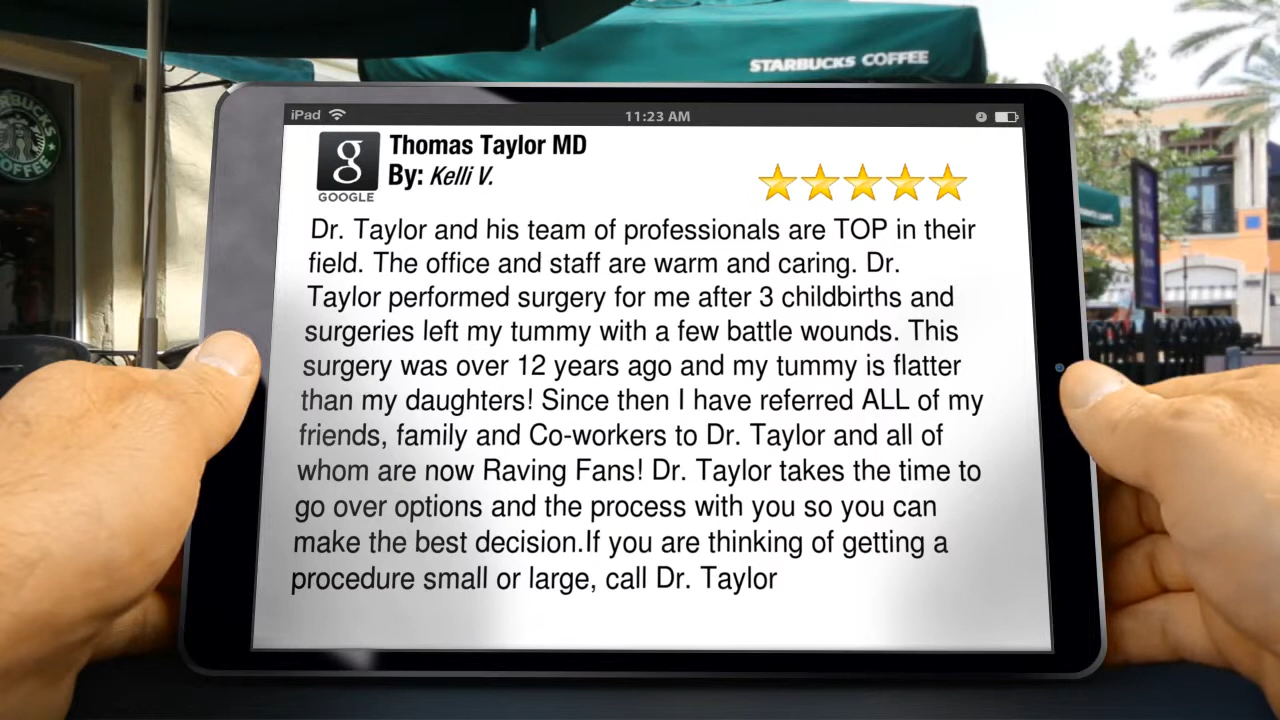 STARBUCKS COFFEE
RBUCKS
OFFEE
iPad
11:23 AM
g
GOOGLE
Thomas Taylor MD
By: Kelli V.
Dr. Taylor and his team of professionals are TOP in their
field. The office and staff are warm and caring. Dr.
Taylor performed surgery for me after 3 childbirths and
surgeries left my tummy with a few battle wounds. This
surgery was over 12 years ago and my tummy is flatter
than my daughters! Since then I have referred ALL of my
friends, family and Co-workers to Dr. Taylor and all of
whom are now Raving Fans! Dr. Taylor takes the time to
go over options and the process with you so you can
make the best decision.If you are thinking of getting a
procedure small or large, call Dr. Taylor